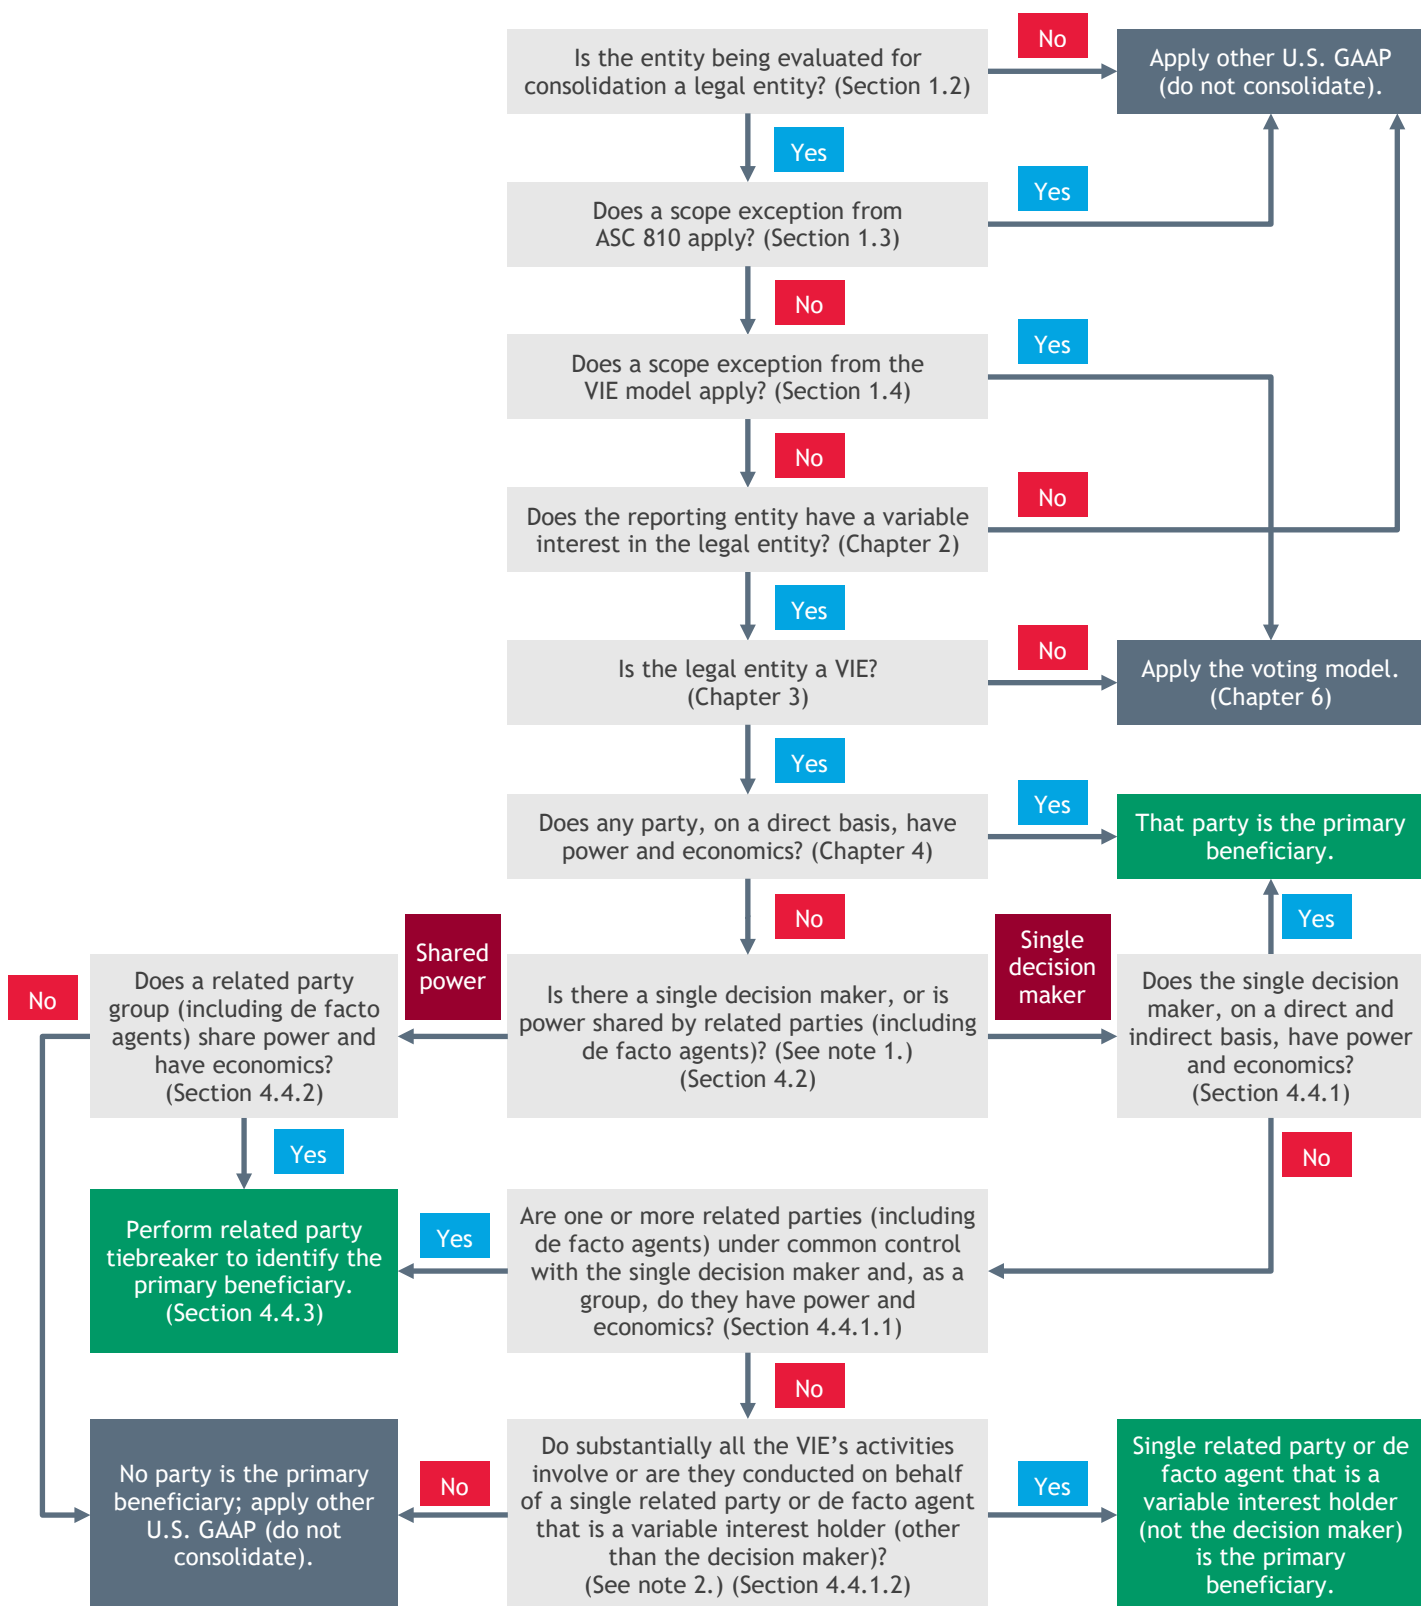 Is the entity being evaluated for
consolidation a legal entity? (Section 1.2)
No
Apply other U.S. GAAP
(do not consolidate).
Yes
Does a scope exception from
ASC 810 apply? (Section 1.3)
Yes
No
Does a scope exception from the
VIE model apply? (Section 1.4)
Yes
No
Does the reporting entity have a variable
interest in the legal entity? (Chapter 2)
No
Yes
Is the legal entity a VIE?
(Chapter 3)
No
Apply the voting model.
(Chapter 6)
Yes
Does any party, on a direct basis, have
power and economics? (Chapter 4)
Yes
That party is the primary
beneficiary.
No
Yes
Shared
power
Single
decision
maker
No
Does a related party
group (including de facto
agents) share power and
have economics?
(Section 4.4.2)
Is there a single decision maker, or is
power shared by related parties (including
de facto agents)? (See note 1.)
(Section 4.2)
Does the single decision
maker, on a direct and
indirect basis, have power
and economics?
(Section 4.4.1)
Yes
No
Perform related party
tiebreaker to identify the
primary beneficiary.
(Section 4.4.3)
Yes
Are one or more related parties (including
de facto agents) under common control
with the single decision maker and, as a
group, do they have power and
economics? (Section 4.4.1.1)
No
No party is the primary
beneficiary; apply other
U.S. GAAP (do not
consolidate).
No
Do substantially all the VIE’s activities
involve or are they conducted on behalf
of a single related party or de facto agent
that is a variable interest holder (other
than the decision maker)?
(See note 2.) (Section 4.4.1.2)
Yes
Single related party or de
facto agent that is a
variable interest holder
(not the decision maker)
is the primary
beneficiary.